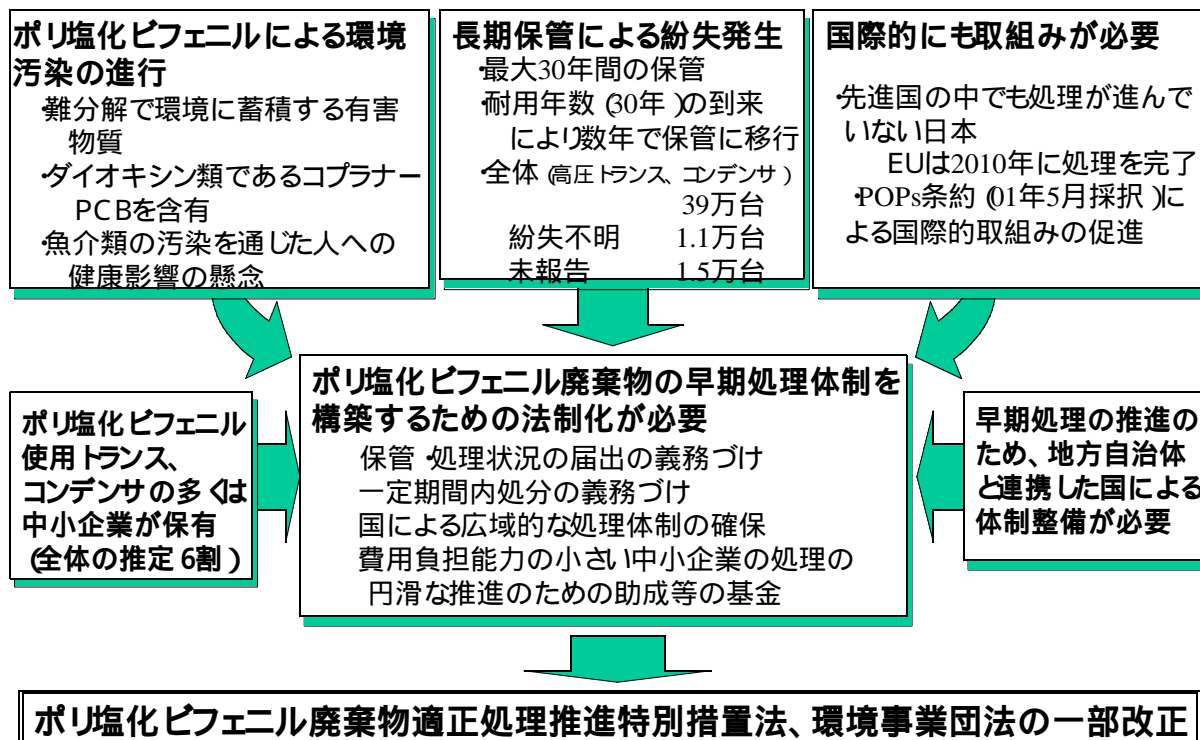 ポリ塩化ビフェニルによる環境
汚染の進行
・難分解で環境に蓄積する有害
物質
・ダイオキシン類であるコプラナー
PCBを含有
・魚介類の汚染を通じた人への
健康影響の懸念
長期保管による紛失発生
・最大30年間の保管
・耐用年数(30年)の到来
により数年で保管に移行
・全体(高圧トランス、コンデンサ)
39万台
紛失不明 1.1万台
未報告 1.5万台
国際的にも取組みが必要
・先進国の中でも処理が進んで
いない日本
EUは2010年に処理を完了
・POPs条約(01年5月採択)に
よる国際的取組みの促進
ポリ塩化ビフェニル
使用トランス、
コンデンサの多くは
中小企業が保有
(全体の推定6割)
ポリ塩化ビフェニル廃棄物の早期処理体制を
構築するための法制化が必要
保管・処理状況の届出の義務づけ
一定期間内処分の義務づけ
国による広域的な処理体制の確保
費用負担能力の小さい中小企業の処理の
円滑な推進のための助成等の基金
早期処理の推進の
ため、地方自治体
と連携した国による
体制整備が必要
ポリ塩化ビフェニル廃棄物適正処理推進特別措置法、環境事業団法の一部改正